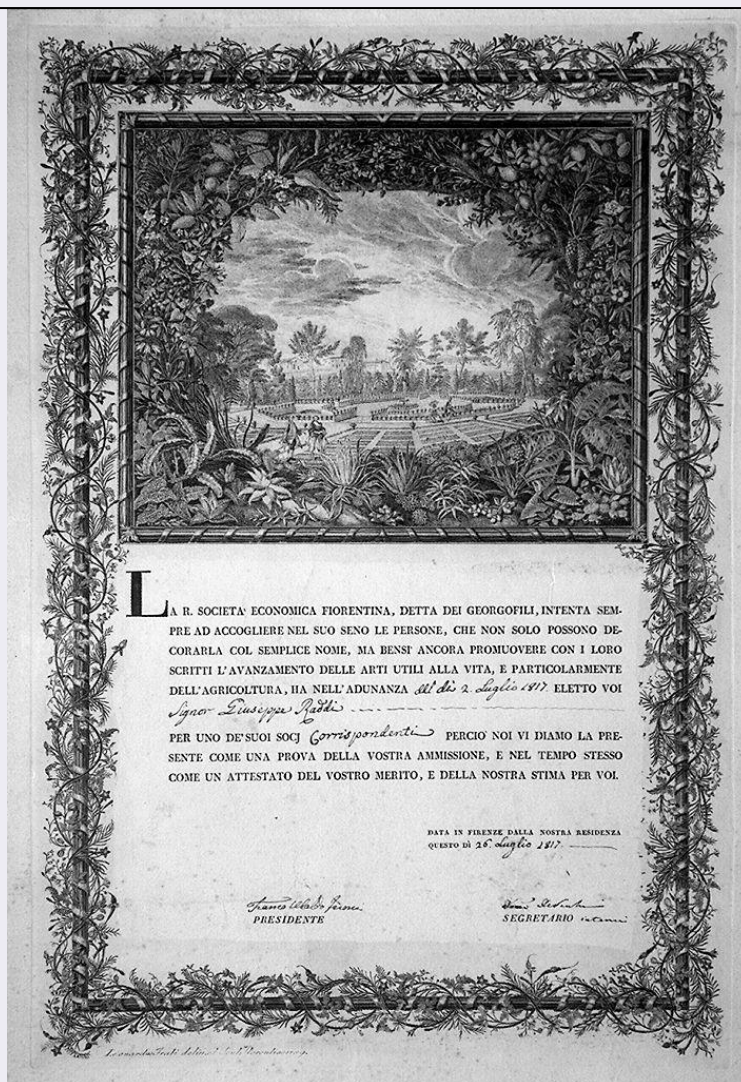 LA R. SOCIETA' ECONOMICA FIORENTINA, DETTA DEI GEORGOFILI, INTENTA SEM-
PRE AD ACCOGLIERE NEL SUO SENO LE PERSONE, CHE NON SOLO POSSONO DE-
CORARLA COL SEMPLICE NOME, MA BENSI' ANCORA PROMUOVERE CON I LORO
SCRITTI L'AVANZAMENTO DELLE ARTI UTILI ALLA VITA, E PARTICOLARMENTE
DELL'AGRICOLTURA, HA NELL'ADUNANZA del dì 2. Luglio 1817 ELETTO VOI
Signor Giuseppe Raddi
PER UNO DE'SUOI SOCJ Corrispondenti PERCIO' NOI VI DIAMO LA PRE-
SENTE COME UNA PROVA DELLA VOSTRA AMMISSIONE, E NEL TEMPO STESSO
COME UN ATTESTATO DEL VOSTRO MERITO, E DELLA NOSTRA STIMA PER VOI.
DATA IN FIRENZE DALLA NOSTRA RESIDENZA
QUESTO DÌ 26. Luglio 1817.
PRESIDENTE
SEGRETARIO
Leonardus Frati